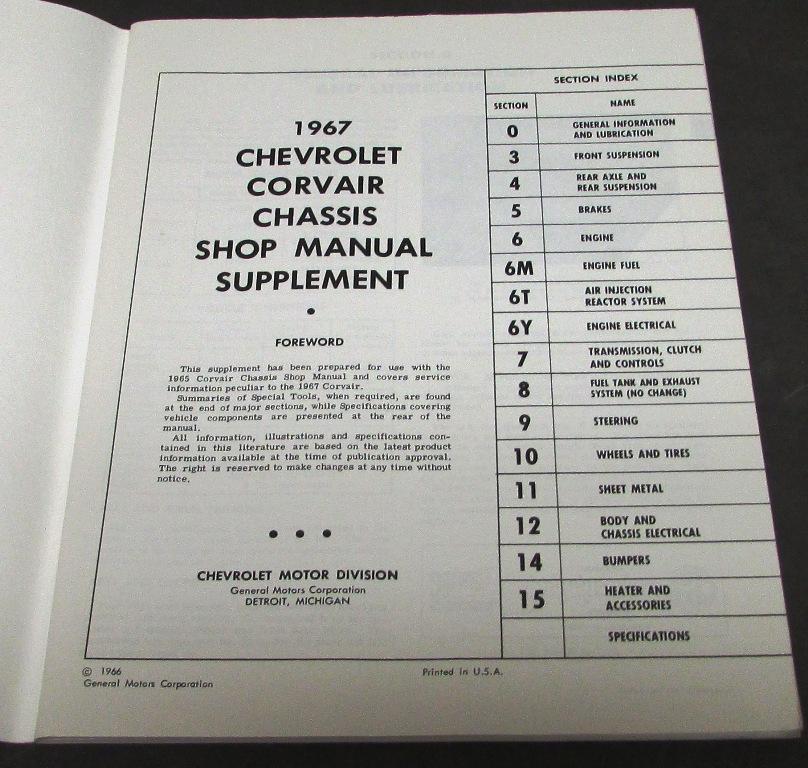 1967
CHEVROLET
CORVAIR
CHASSIS
SHOP MANUAL
SUPPLEMENT
•
FOREWORD
This supplement has been prepared for use with the
1965 Corvair Chassis Shop Manual and covers service
information peculiar to the 1967 Corvair.
Summaries of Special Tools, when required, are found
at the end of major sections, while Specifications covering
vehicle components are presented at the rear of the
manual.
All information, illustrations and specifications con-
tained in this literature are based on the latest product
information available at the time of publication approval.
The right is reserved to make changes at any time without
notice.
• • •
CHEVROLET MOTOR DIVISION
General Motors Corporation
DETROIT, MICHIGAN
SECTION INDEX
SECTION NAME
0 GENERAL INFORMATION
AND LUBRICATION
3 FRONT SUSPENSION
4 REAR AXLE AND
REAR SUSPENSION
5 BRAKES
6 ENGINE
6M ENGINE FUEL
6T AIR INJECTION
REACTOR SYSTEM
6Y ENGINE ELECTRICAL
7 TRANSMISSION, CLUTCH
AND CONTROLS
8 FUEL TANK AND EXHAUST
SYSTEM (NO CHANGE)
9 STEERING
10 WHEELS AND TIRES
11 SHEET METAL
12 BODY AND
CHASSIS ELECTRICAL
14 BUMPERS
15 HEATER AND
ACCESSORIES
SPECIFICATIONS
© 1966
General Motors Corporation
Printed in U.S.A.